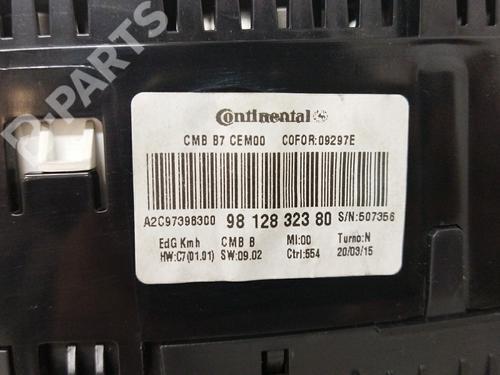 B-PARTS
Continental
CMB B7 CEM00 COFOR:09297E
A2C97398300 98 128 323 80 S/N:507356
EdG Kmh CMB B MI:00 Turno:N
HW:C7(01.01) SW:09.02 Ctrl:554 20/03/15